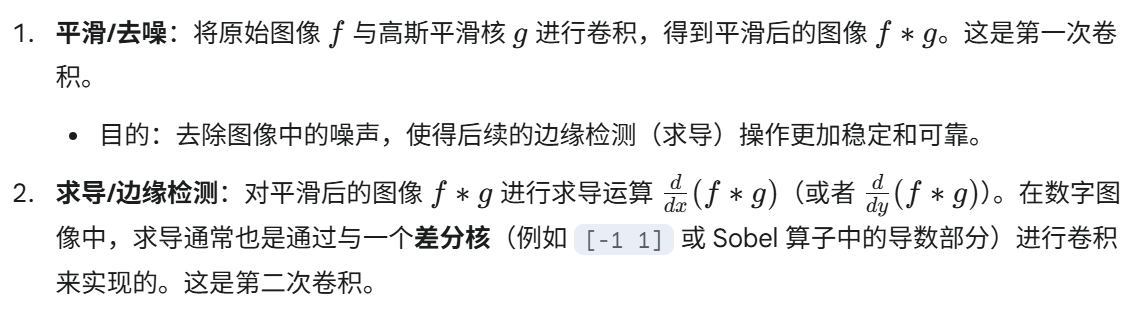 1. 平滑/去噪：将原始图像 f 与高斯平滑核 g 进行卷积，得到平滑后的图像 f ∗ g。这是第一次卷
积。
• 目的：去除图像中的噪声，使得后续的边缘检测（求导）操作更加稳定和可靠。
2. 求导/边缘检测：对平滑后的图像 f ∗ g 进行求导运算 d/dx (f ∗ g)（或者 d/dy (f ∗ g)）。在数字图
像中，求导通常也是通过与一个差分核（例如 [-1 1] 或 Sobel 算子中的导数部分）进行卷积
来实现的。这是第二次卷积。